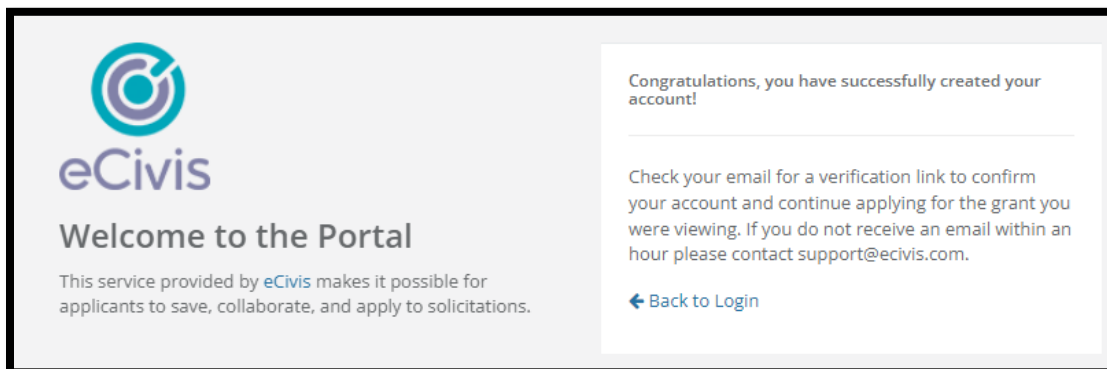 eCivis
Welcome to the Portal
This service provided by eCivis makes it possible for
applicants to save, collaborate, and apply to solicitations.
Congratulations, you have successfully created your
account!
Check your email for a verification link to confirm
your account and continue applying for the grant you
were viewing. If you do not receive an email within an
hour please contact support@ecivis.com.
Back to Login